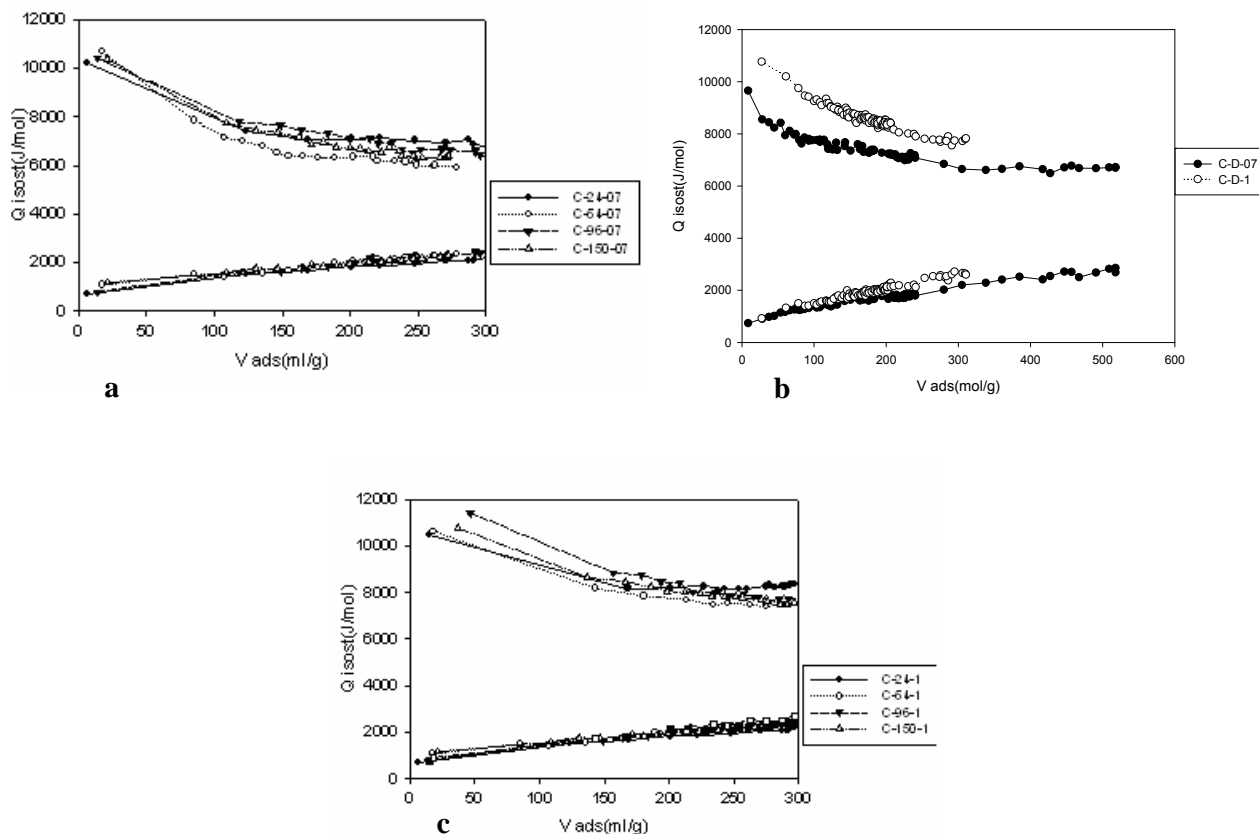 12000
10000
8000
6000
4000
2000
0
Q isost(J/mol)
0 50 100 150 200 250 300
V ads(ml/g)
C-24-07
C-54-07
C-96-07
C-150-07
a
12000
10000
8000
6000
4000
2000
0
Q isost(J/mol)
0 100 200 300 400 500 600
V ads(mol/g)
C-D-07
C-D-1
b
12000
10000
8000
6000
4000
2000
0
Q isost(J/mol)
0 50 100 150 200 250 300
V ads(ml/g)
C-24-1
C-54-1
C-96-1
C-150-1
c